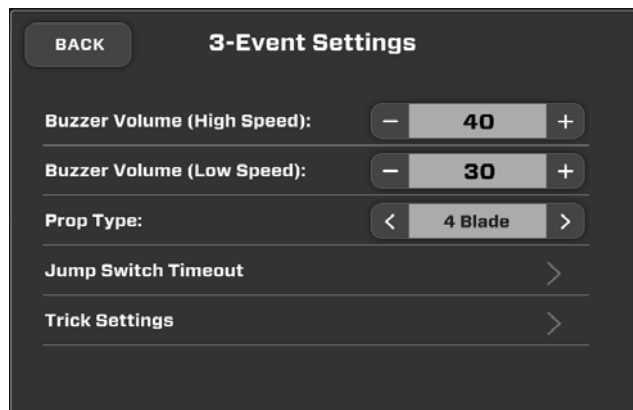 BACK
3-Event Settings
Buzzer Volume (High Speed): − 40 +
Buzzer Volume (Low Speed): − 30 +
Prop Type: < 4 Blade >
Jump Switch Timeout >
Trick Settings >